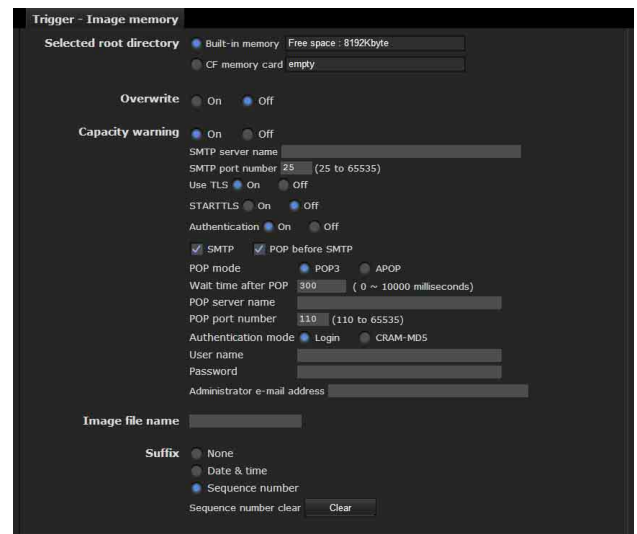 Trigger - Image memory
Selected root directory Built-in memory Free space : 8192Kbyte
CF memory card empty
Overwrite On Off
Capacity warning On Off
SMTP server name
SMTP port number 25 (25 to 65535)
Use TLS On Off
STARTTLS On Off
Authentication On Off
SMTP POP before SMTP
POP mode POP3 APOP
Wait time after POP 300 ( 0 ~ 10000 milliseconds)
POP server name
POP port number 110 (110 to 65535)
Authentication mode Login CRAM-MD5
User name
Password
Administrator e-mail address
Image file name
Suffix None
Date & time
Sequence number
Sequence number clear Clear